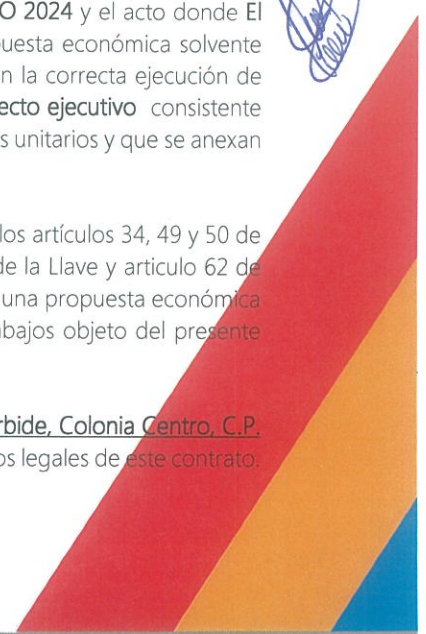 O 2024 y el acto donde El
uesta económica solvente
n la correcta ejecución de
ecto ejecutivo consistente
s unitarios y que se anexan
los artículos 34, 49 y 50 de
de la Llave y articulo 62 de
una propuesta económica
abajos objeto del presente
rbide, Colonia Centro, C.P.
os legales de este contrato.